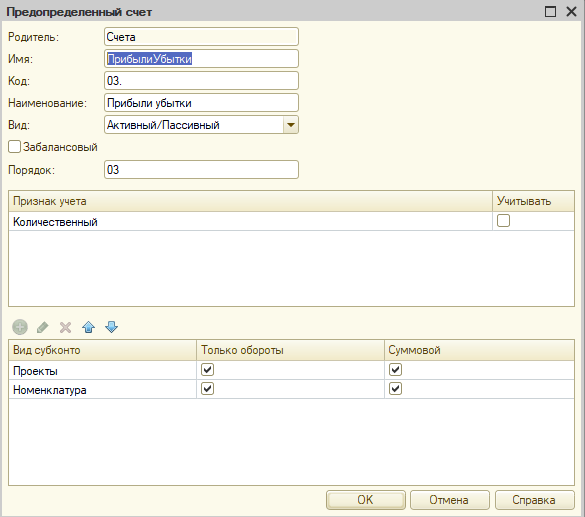 Предопределенный счет
Родитель: Счета
Имя: ПрибылиУбытки
Код: 03.
Наименование: Прибыли убытки
Вид: Активный/Пассивный
Забалансовый
Порядок: 03
Признак учета Учитывать
Количественный
Вид субконто Только обороты Суммовой
Проекты
Номенклатура
OK Отмена Справка